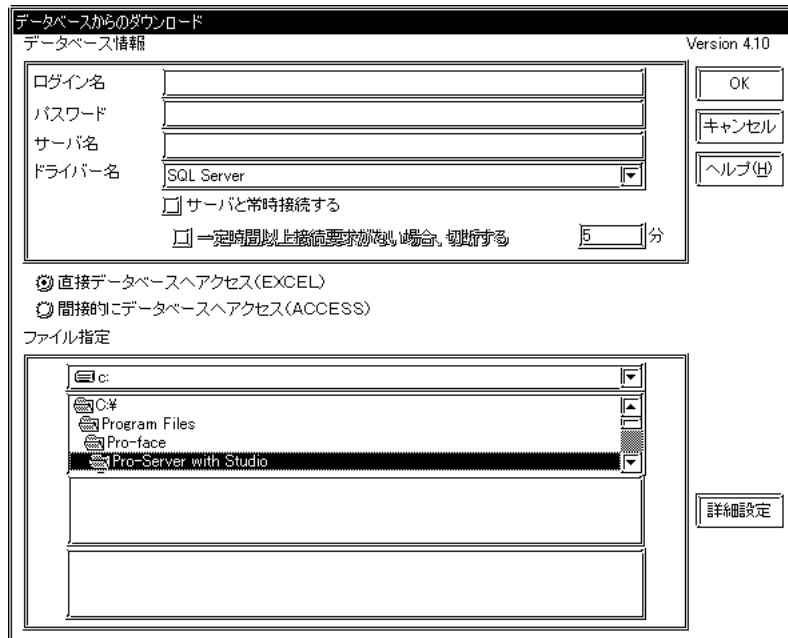 データベースからのダウンロード
データベース情報
Version 4.10
ログイン名
OK
パスワード
キャンセル
サーバ名
ドライバー名
SQL Server
ヘルプ(H)
サーバと常時接続する
一定時間以上接続要求がない場合、切断する
5
分
直接データベースへアクセス(EXCEL)
間接的にデータベースへアクセス(ACCESS)
ファイル指定
c:
C:¥
Program Files
Pro-face
Pro-Server with Studio
詳細設定